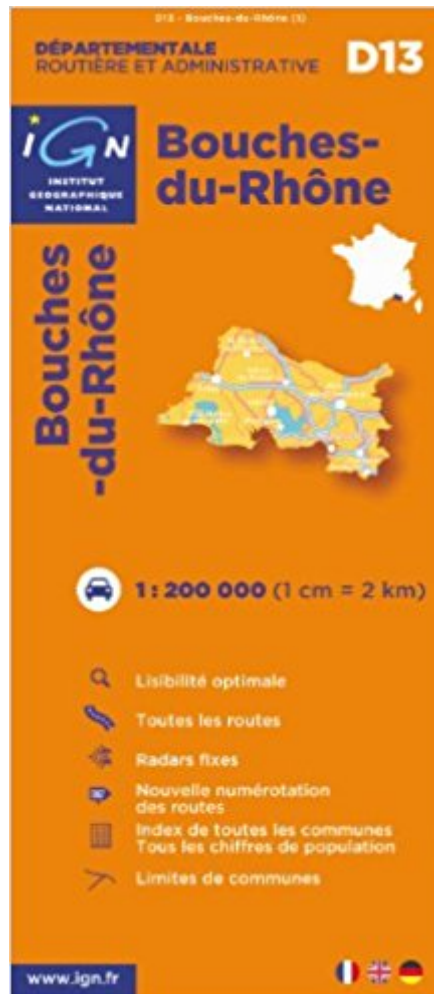 D13 - Bouches-du-Rhône (3)
DÉPARTEMENTALE
ROUTIÈRE ET ADMINISTRATIVE
D13
IGN
INSTITUT
GEOGRAPHIQUE
NATIONAL
Bouches-
du-Rhône
Bouches
-du-Rhône
1 : 200 000 (1 cm = 2 km)
Lisibilité optimale
Toutes les routes
Radars fixes
Nouvelle numérotation
des routes
Index de toutes les communes
Tous les chiffres de population
Limites de communes
www.ign.fr